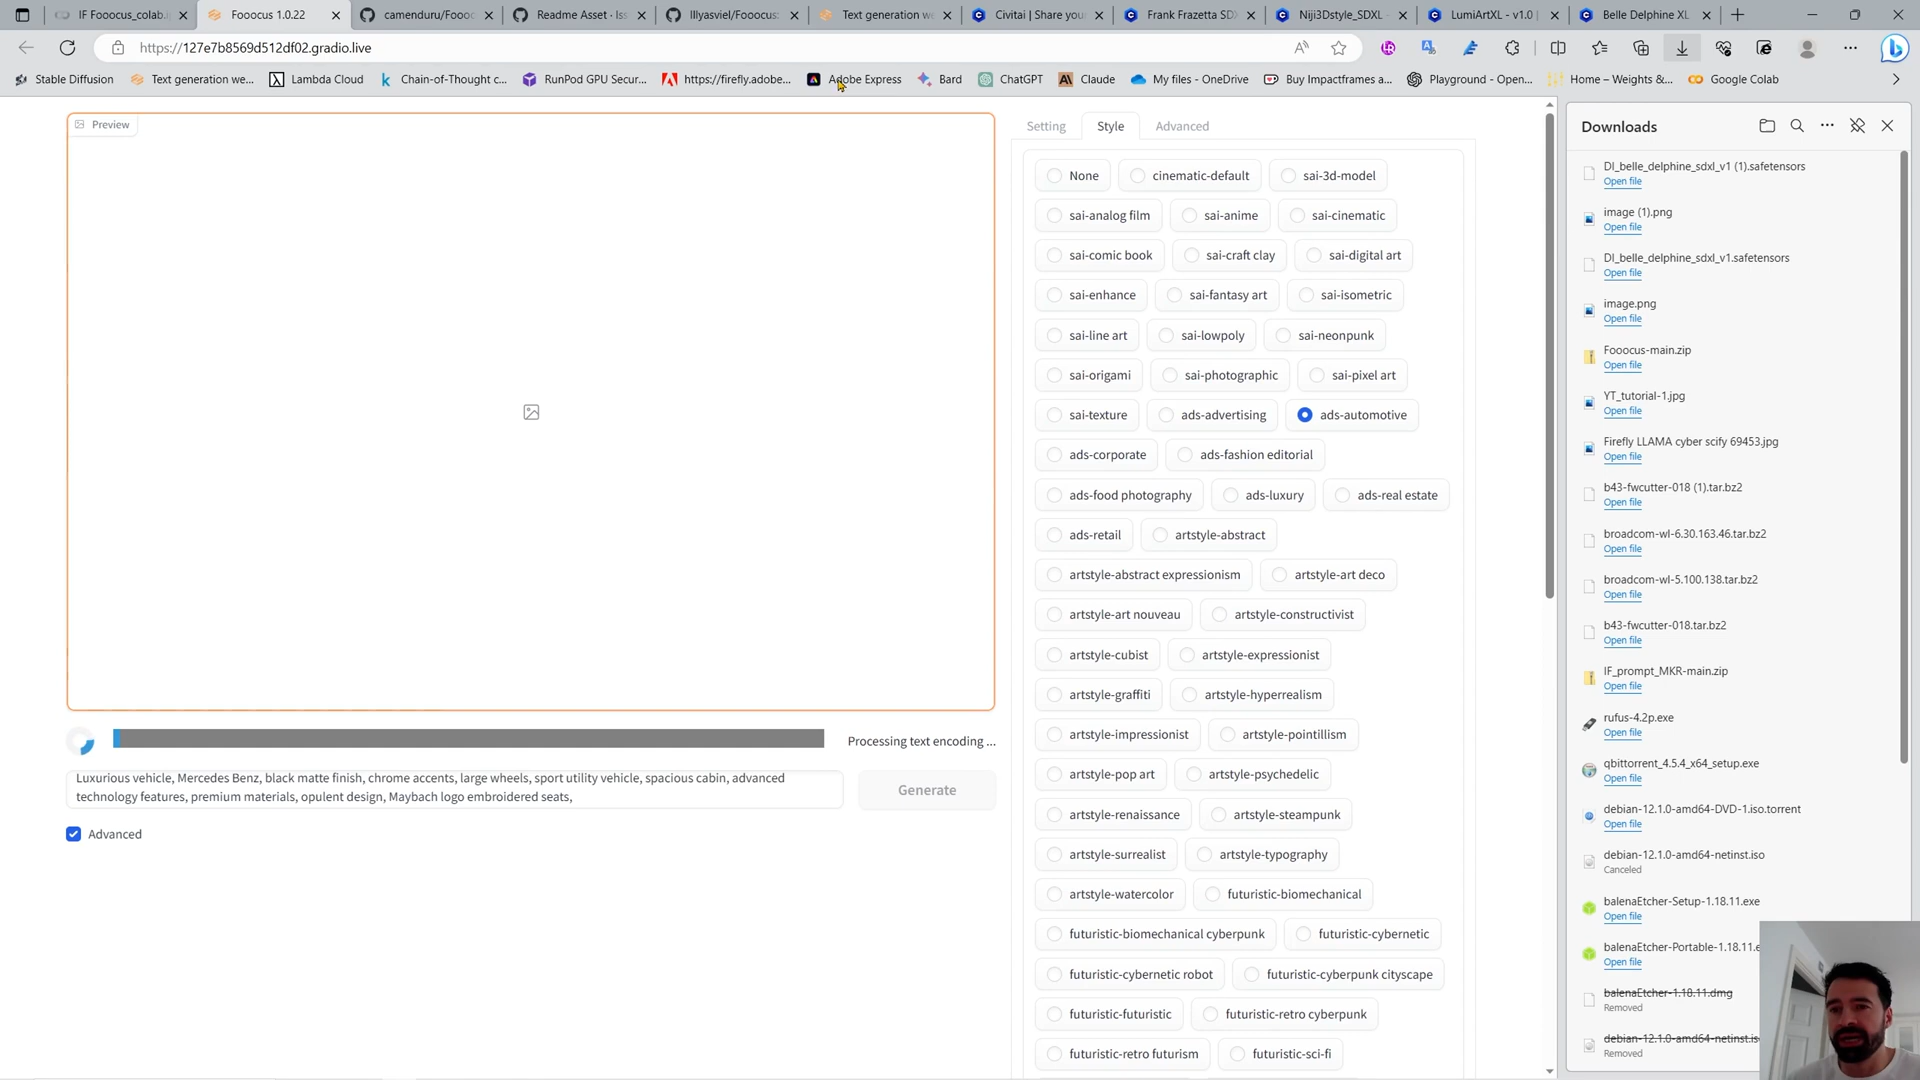 IF Fooocus_colab.i
Fooocus 1.0.22
camenduru/Foooc
Readme Asset · Iss
lllyasviel/Fooocus:
Text generation we
Civitai | Share you
Frank Frazetta SDX
Niji3Dstyle_SDXL -
LumiArtXL - v1.0 |
Belle Delphine XL
https://127e7b8569d512df02.gradio.live
Stable Diffusion
Text generation we...
Lambda Cloud
Chain-of-Thought c...
RunPod GPU Secur...
https://firefly.adobe...
Adobe Express
Bard
ChatGPT
Claude
My files - OneDrive
Buy Impactframes a...
Playground - Open...
Home – Weights &...
Google Colab
Preview
Processing text encoding ...
Luxurious vehicle, Mercedes Benz, black matte finish, chrome accents, large wheels, sport utility vehicle, spacious cabin, advanced
technology features, premium materials, opulent design, Maybach logo embroidered seats,
Generate
Advanced
Setting Style Advanced
None cinematic-default sai-3d-model
sai-analog film sai-anime sai-cinematic
sai-comic book sai-craft clay sai-digital art
sai-enhance sai-fantasy art sai-isometric
sai-line art sai-lowpoly sai-neonpunk
sai-origami sai-photographic sai-pixel art
sai-texture ads-advertising ads-automotive
ads-corporate ads-fashion editorial
ads-food photography ads-luxury ads-real estate
ads-retail artstyle-abstract
artstyle-abstract expressionism artstyle-art deco
artstyle-art nouveau artstyle-constructivist
artstyle-cubist artstyle-expressionist
artstyle-graffiti artstyle-hyperrealism
artstyle-impressionist artstyle-pointillism
artstyle-pop art artstyle-psychedelic
artstyle-renaissance artstyle-steampunk
artstyle-surrealist artstyle-typography
artstyle-watercolor futuristic-biomechanical
futuristic-biomechanical cyberpunk futuristic-cybernetic
futuristic-cybernetic robot futuristic-cyberpunk cityscape
futuristic-futuristic futuristic-retro cyberpunk
futuristic-retro futurism futuristic-sci-fi
Downloads
Dl_belle_delphine_sdxl_v1 (1).safetensors
Open file
image (1).png
Open file
Dl_belle_delphine_sdxl_v1.safetensors
Open file
image.png
Open file
Fooocus-main.zip
Open file
YT_tutorial-1.jpg
Open file
Firefly LLAMA cyber scify 69453.jpg
Open file
b43-fwcutter-018 (1).tar.bz2
Open file
broadcom-wl-6.30.163.46.tar.bz2
Open file
broadcom-wl-5.100.138.tar.bz2
Open file
b43-fwcutter-018.tar.bz2
Open file
IF_prompt_MKR-main.zip
Open file
rufus-4.2p.exe
Open file
qbittorrent_4.5.4_x64_setup.exe
Open file
debian-12.1.0-amd64-DVD-1.iso.torrent
Open file
debian-12.1.0-amd64-netinst.iso
Canceled
balenaEtcher-Setup-1.18.11.exe
Open file
balenaEtcher-Portable-1.18.11.e
Open file
balenaEtcher-1.18.11.dmg
Removed
debian-12.1.0-amd64-netinst.is
Removed